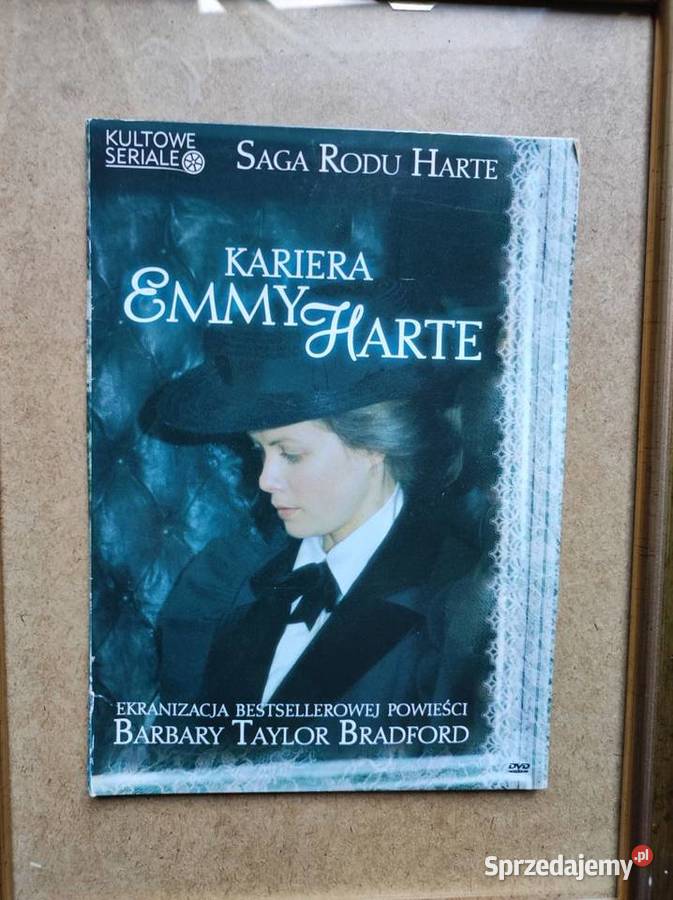 KULTOWE
SERIALE
SAGA RODU HARTE
KARIERA
EMMY HARTE
EKRANIZACJA BESTSELLEROWEJ POWIEŚCI
BARBARY TAYLOR BRADFORD
DVD
Sprzedajemy.pl